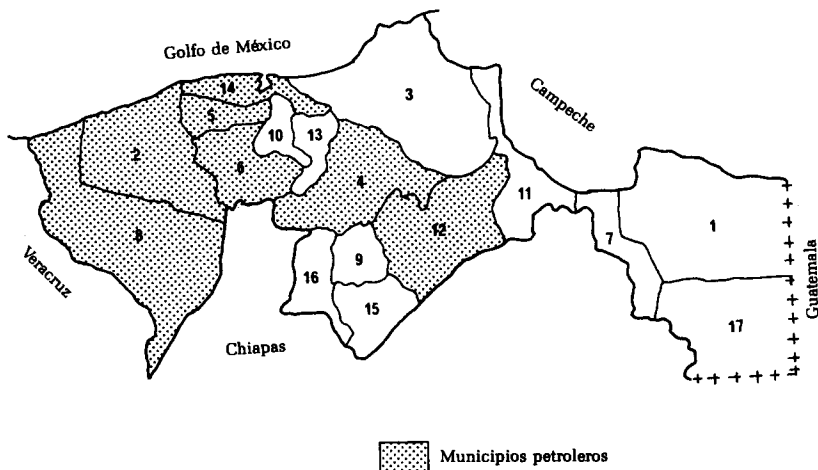 Golfo de México
Campeche
14
3
5
10
13
2
6
4
11
1
12
7
8
9
Veracruz
16
15
17
Guatemala
Chiapas
Municipios petroleros